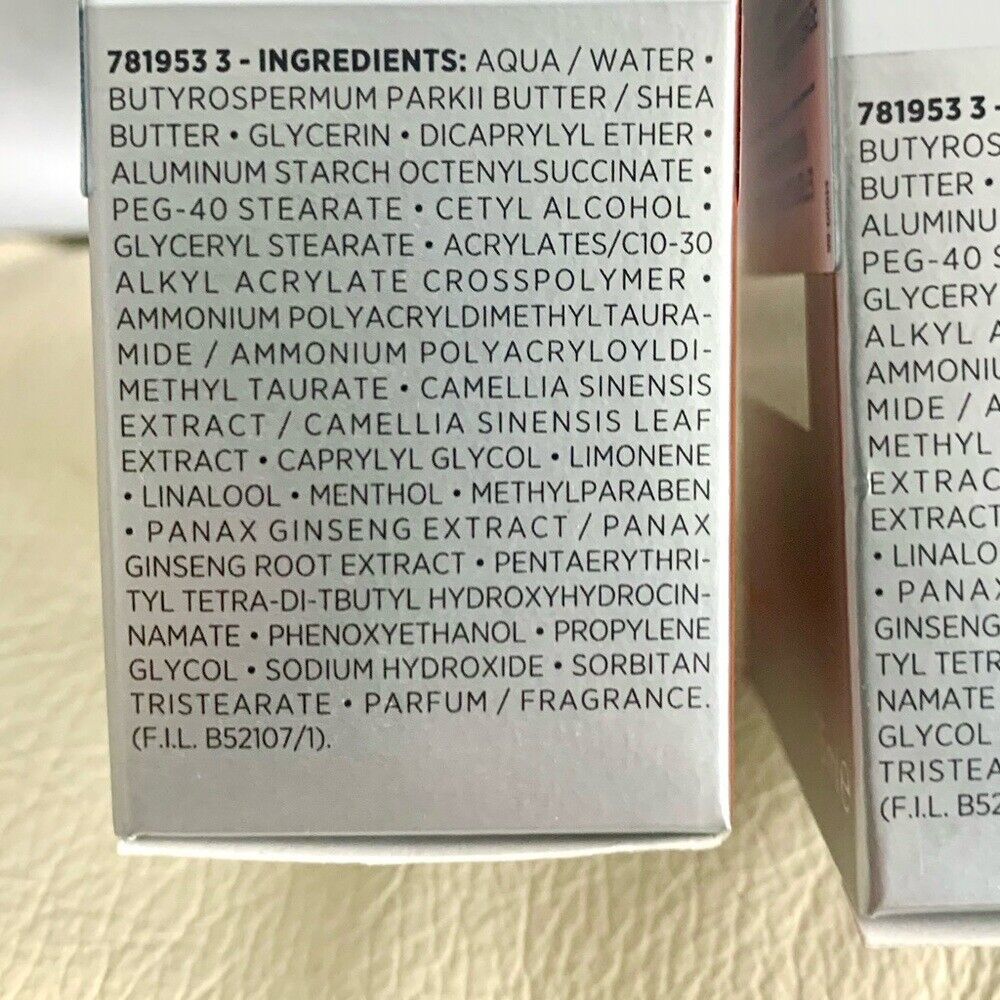 781953 3 - INGREDIENTS: AQUA / WATER •
BUTYROSPERMUM PARKII BUTTER / SHEA
BUTTER • GLYCERIN • DICAPRYLYL ETHER •
ALUMINUM STARCH OCTENYLSUCCINATE •
PEG-40 STEARATE • CETYL ALCOHOL •
GLYCERYL STEARATE • ACRYLATES/C10-30
ALKYL ACRYLATE CROSSPOLYMER •
AMMONIUM POLYACRYLDIMETHYLTAURA-
MIDE / AMMONIUM POLYACRYLOYLDI-
METHYL TAURATE • CAMELLIA SINENSIS
EXTRACT / CAMELLIA SINENSIS LEAF
EXTRACT • CAPRYLYL GLYCOL • LIMONENE
• LINALOOL • MENTHOL • METHYLPARABEN
• PANAX GINSENG EXTRACT / PANAX
GINSENG ROOT EXTRACT • PENTAERYTHRI-
TYL TETRA-DI-TBUTYL HYDROXYHYDROCIN-
NAMATE • PHENOXYETHANOL • PROPYLENE
GLYCOL • SODIUM HYDROXIDE • SORBITAN
TRISTEARATE • PARFUM / FRAGRANCE.
(F.I.L. B52107/1).
781953 3 -
BUTYROS
BUTTER •
ALUMINU
PEG-40 S
GLYCERY
ALKYL A
AMMONIU
MIDE / A
METHYL
EXTRAC
EXTRACT
• LINALO
• PANAX
GINSENG
TYL TETR
NAMATE
GLYCOL
TRISTEA
(F.I.L. B52